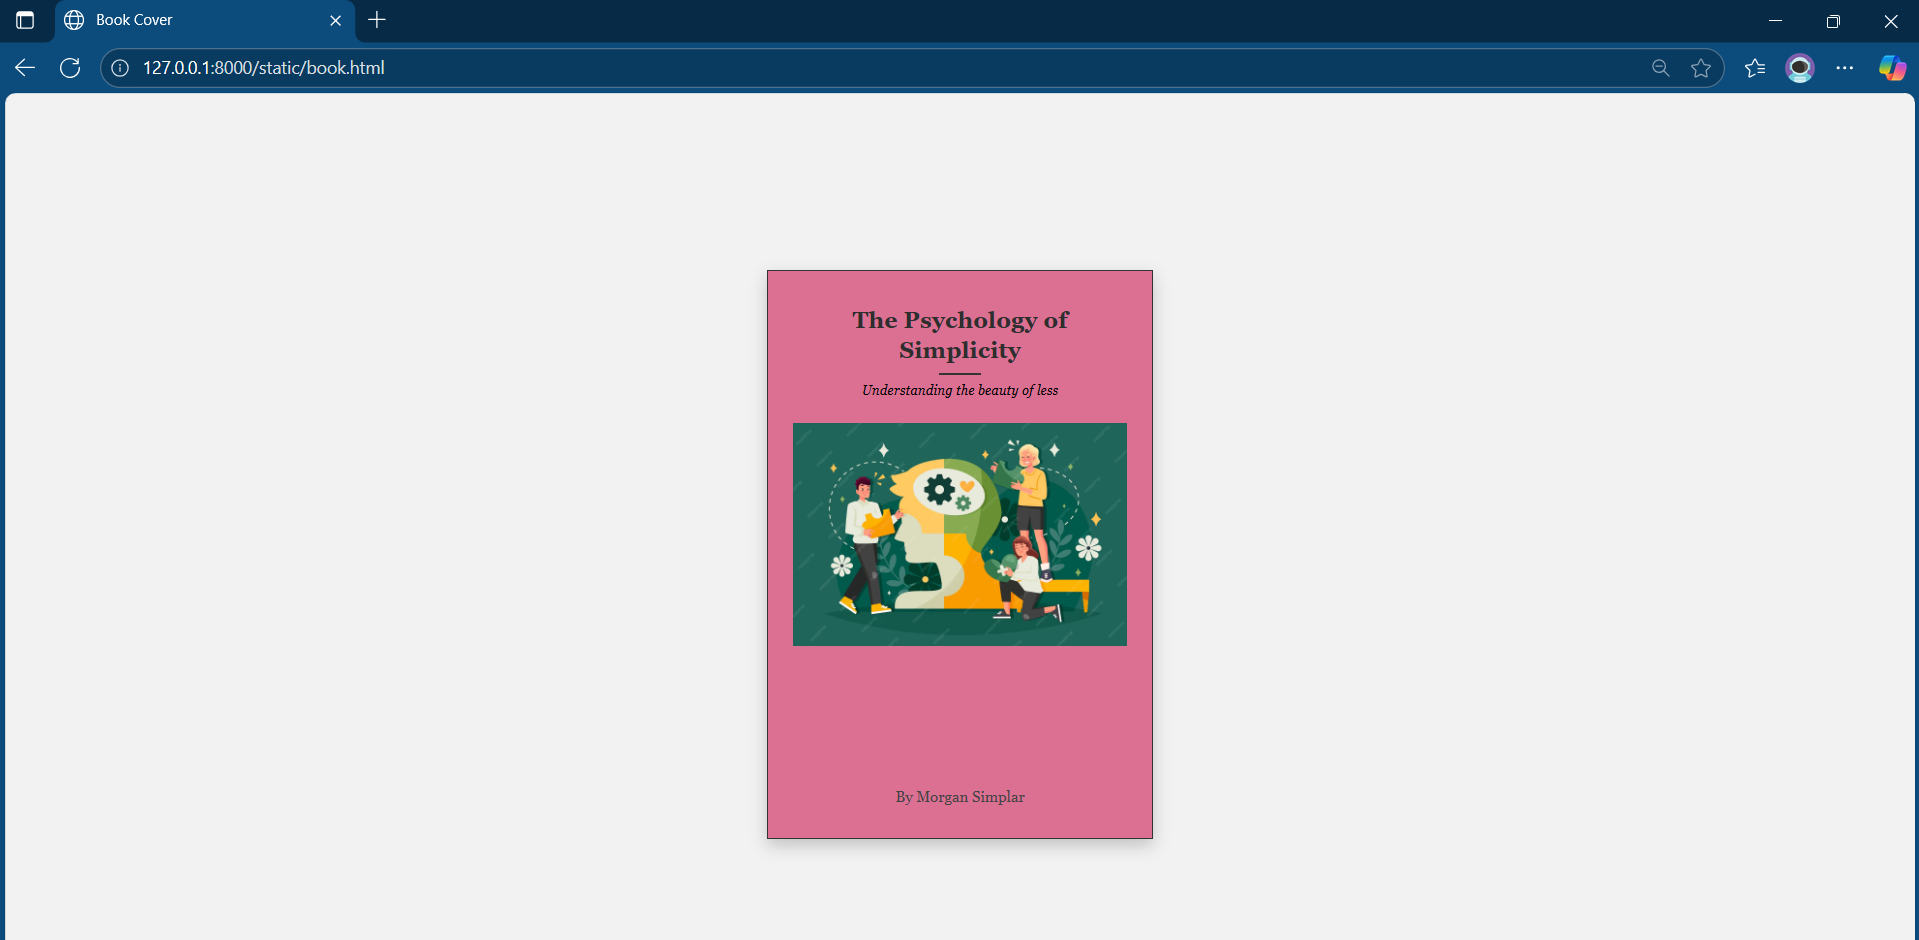 Book Cover
127.0.0.1:8000/static/book.html
The Psychology of
Simplicity
Understanding the beauty of less
By Morgan Simplar